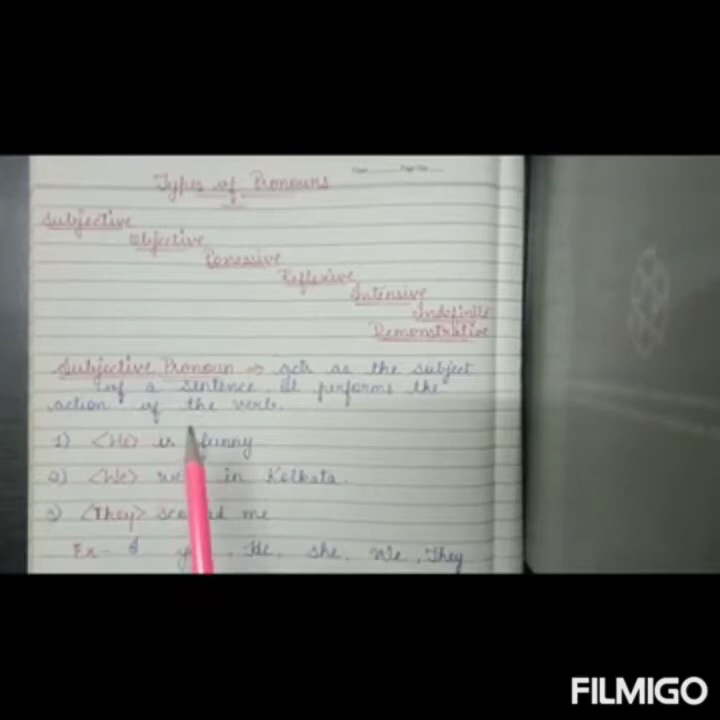 Types of Pronouns
Subjective
Objective
Possessive
Reflexive
Intensive
Indefinite
Demonstrative
Subjective Pronoun => acts as the subject
of a sentence. It performs the
action of the verb.
1) <He> is funny
2) <We> in Kolkata.
3) <They> me
Ex - I . He. she. We. They
FILMIGO